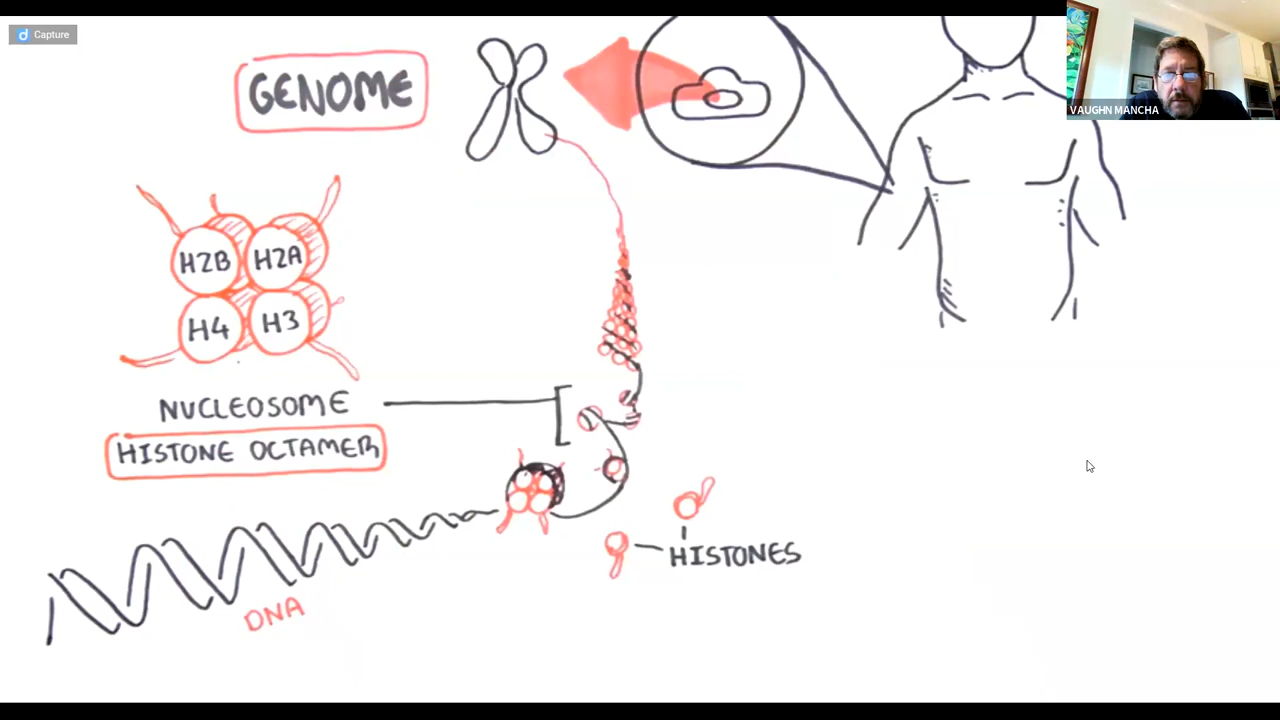 Capture
VAUGHN MANCHA
GENOME
H2B H2A
H4 H3
NUCLEOSOME
HISTONE OCTAMER
HISTONES
DNA